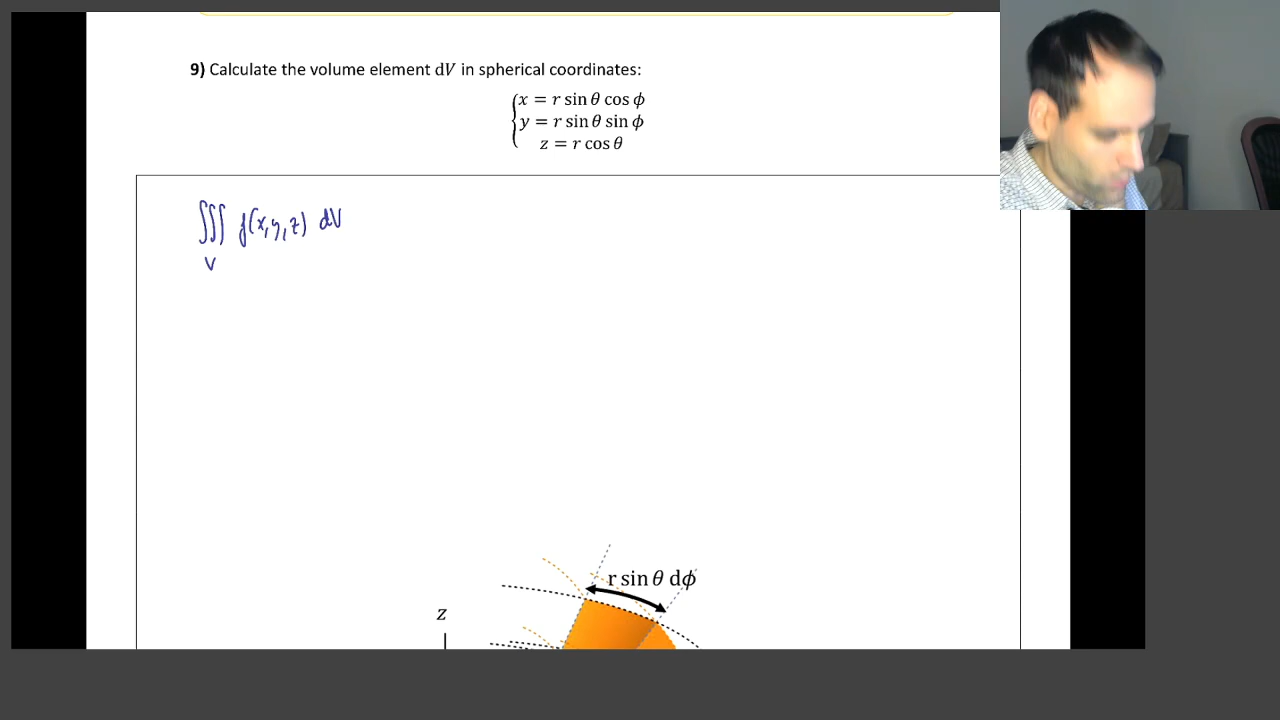 9) Calculate the volume element dV in spherical coordinates:
x = r sin θ cos ϕ
y = r sin θ sin ϕ
z = r cos θ
∭ f(x,y,z) dV
V
r sin θ dϕ
z